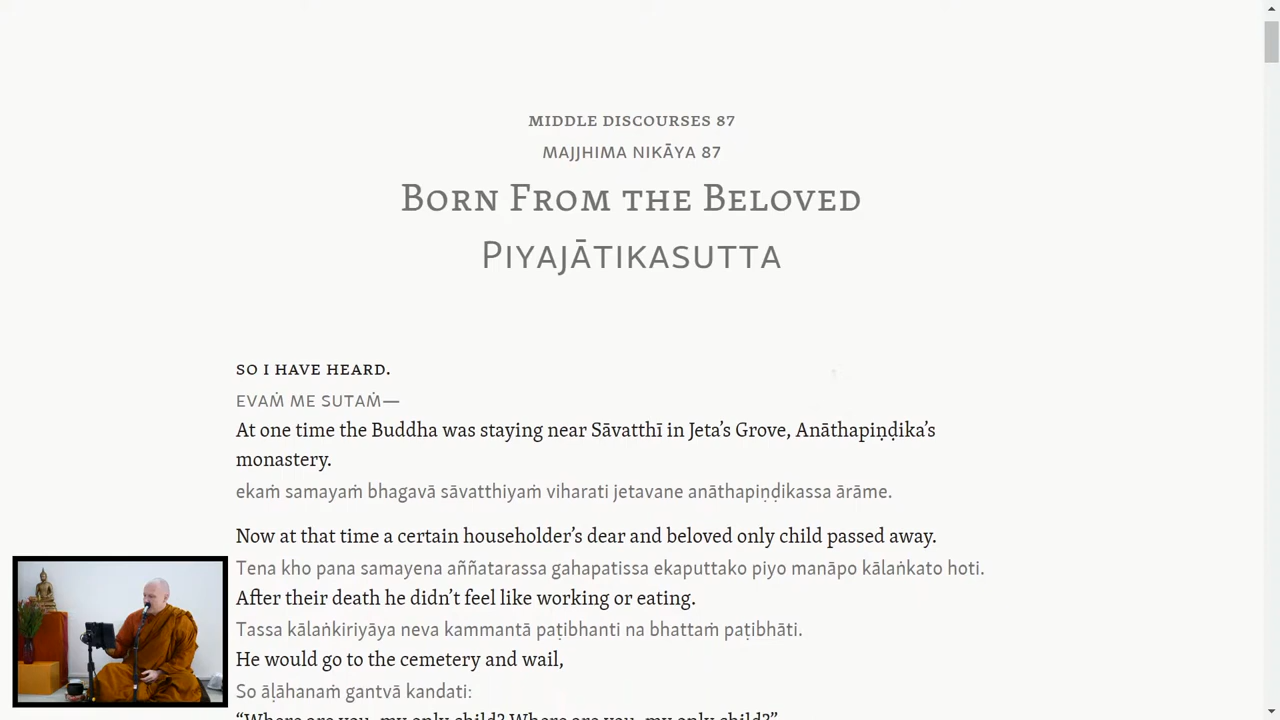 MIDDLE DISCOURSES 87
MAJJHIMA NIKĀYA 87
BORN FROM THE BELOVED
PIYAJĀTIKASUTTA
SO I HAVE HEARD.
EVAṀ ME SUTAṀ—
At one time the Buddha was staying near Sāvatthī in Jeta’s Grove, Anāthapiṇḍika’s
monastery.
ekaṁ samayaṁ bhagavā sāvatthiyaṁ viharati jetavane anāthapiṇḍikassa ārāme.
Now at that time a certain householder’s dear and beloved only child passed away.
Tena kho pana samayena aññatarassa gahapatissa ekaputtako piyo manāpo kālaṅkato hoti.
After their death he didn’t feel like working or eating.
Tassa kālaṅkiriyāya neva kammantā paṭibhanti na bhattaṁ paṭibhāti.
He would go to the cemetery and wail,
So āḷāhanaṁ gantvā kandati:
“Where are you, my only child? Where are you, my only child?”